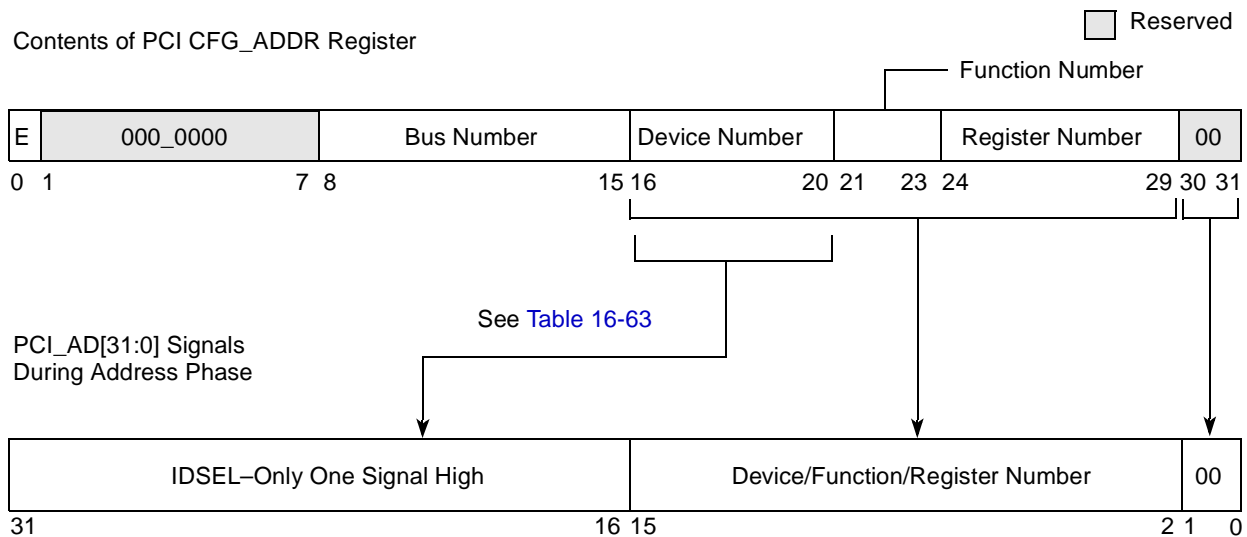 Reserved
Contents of PCI CFG_ADDR Register
Function Number
E 000_0000 Bus Number Device Number Register Number 00
0 1 7 8 15 16 20 21 23 24 29 30 31
See Table 16-63
PCI_AD[31:0] Signals
During Address Phase
IDSEL–Only One Signal High Device/Function/Register Number 00
31 16 15 2 1 0